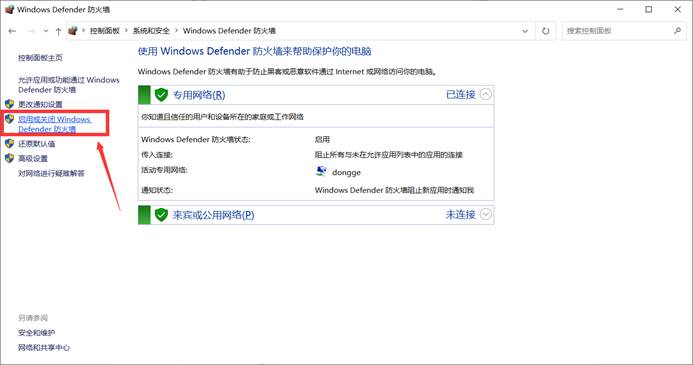 Windows Defender 防火墙
控制面板 > 系统和安全 > Windows Defender 防火墙
搜索控制面板
控制面板主页
允许应用或功能通过 Windows
Defender 防火墙
更改通知设置
启用或关闭 Windows
Defender 防火墙
还原默认值
高级设置
对网络进行疑难解答
使用 Windows Defender 防火墙来帮助保护你的电脑
Windows Defender 防火墙有助于防止黑客或恶意软件通过 Internet 或网络访问你的电脑。
专用网络(R) 已连接
你知道且信任的用户和设备所在的家庭或工作网络
Windows Defender 防火墙状态: 启用
传入连接: 阻止所有与未在允许应用列表中的应用的连接
活动专用网络: dongge
通知状态: Windows Defender 防火墙阻止新应用时通知我
来宾或公用网络(P) 未连接
另请参阅
安全和维护
网络和共享中心